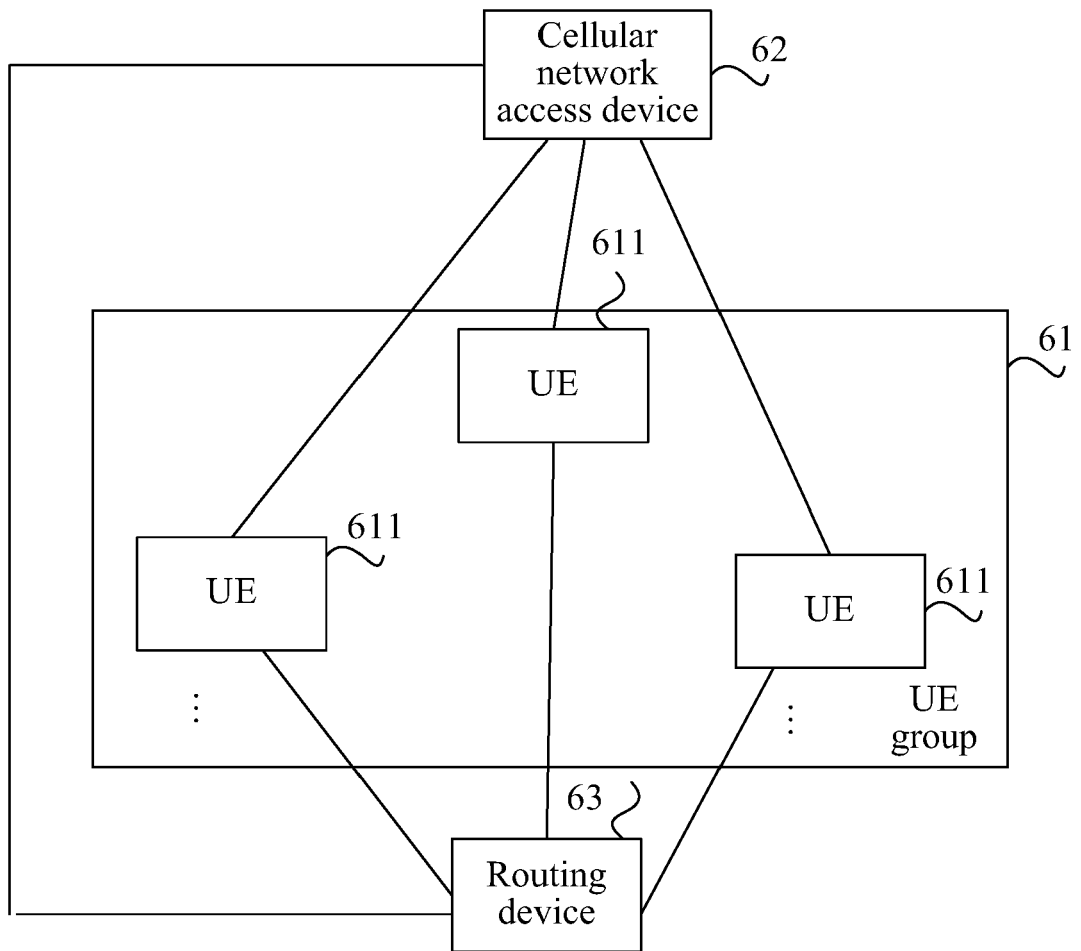 Cellular
network
access device
62
611
61
UE
611
UE
611
UE
⋮
⋮
UE
group
63
Routing
device